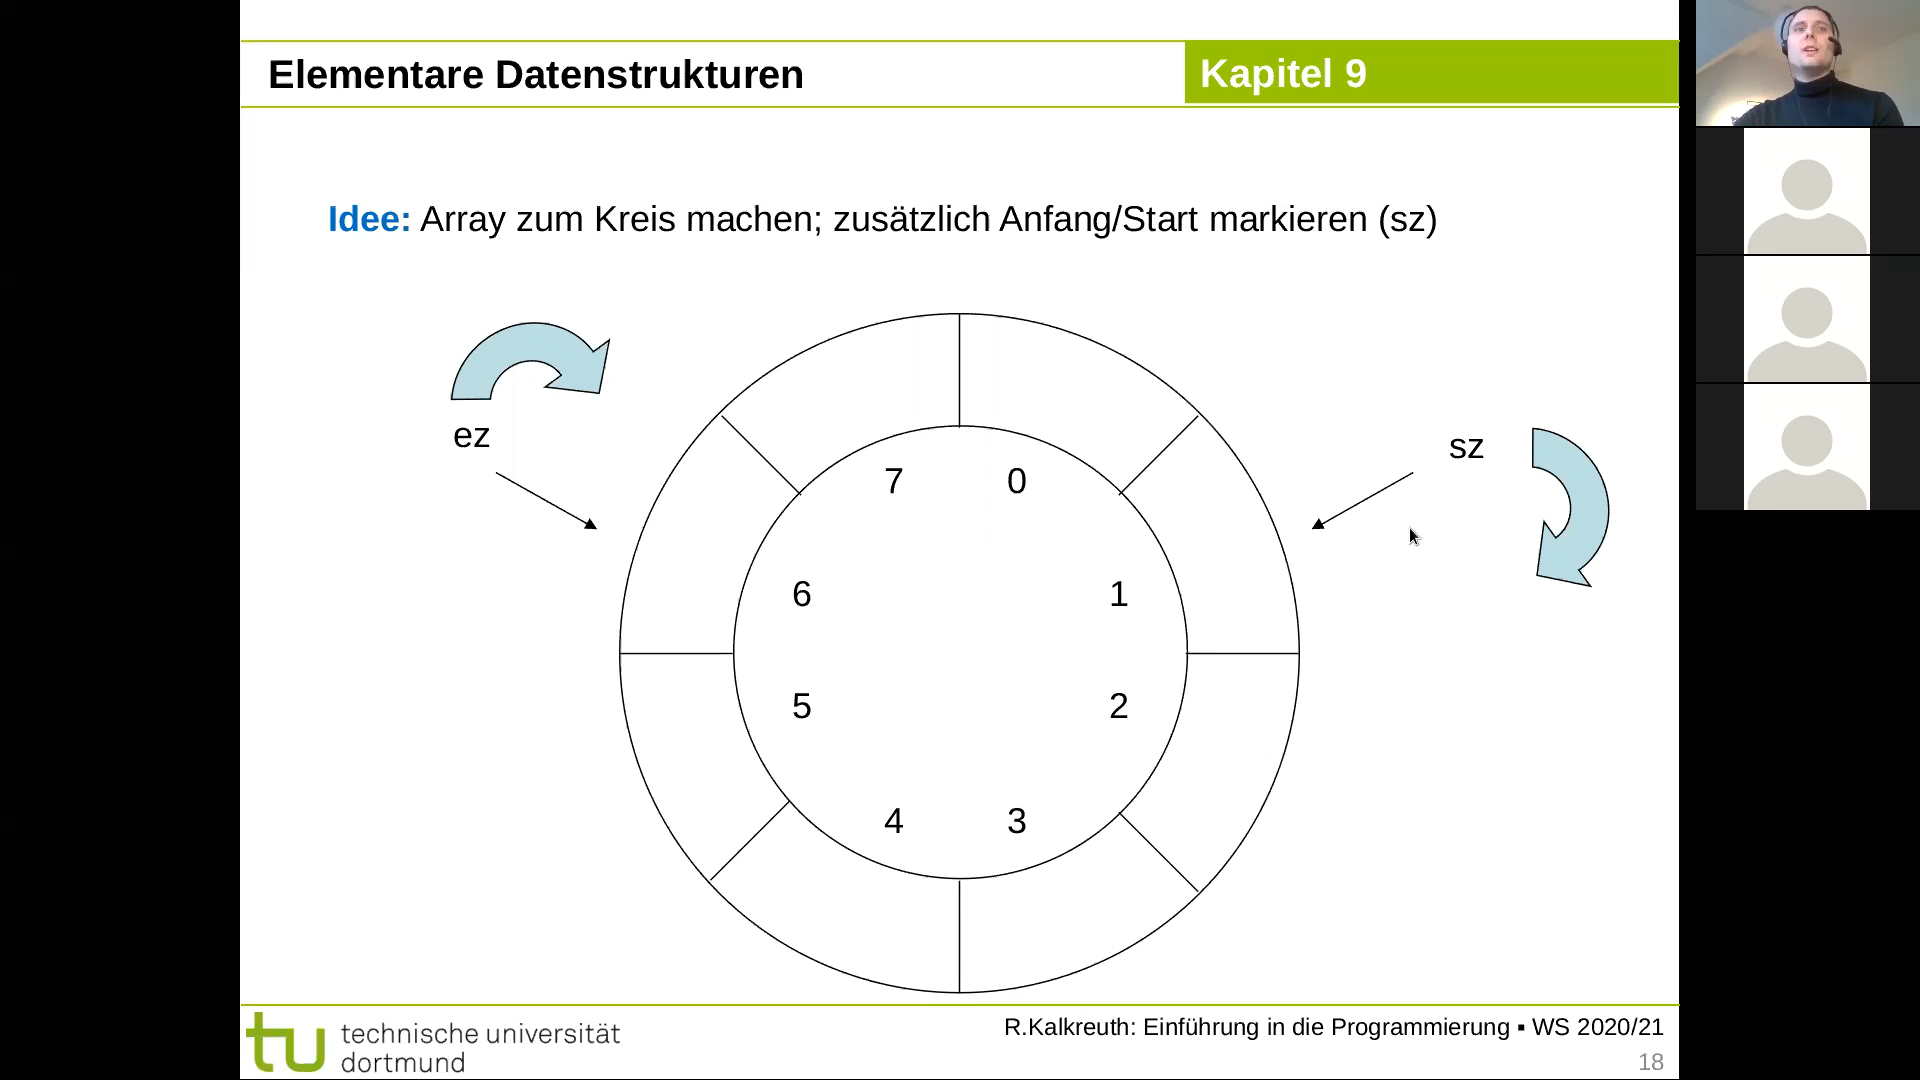 Elementare Datenstrukturen
Kapitel 9
Idee: Array zum Kreis machen; zusätzlich Anfang/Start markieren (sz)
ez
sz
7 0
6 1
5 2
4 3
tu technische universität
dortmund
R.Kalkreuth: Einführung in die Programmierung ▪ WS 2020/21
18